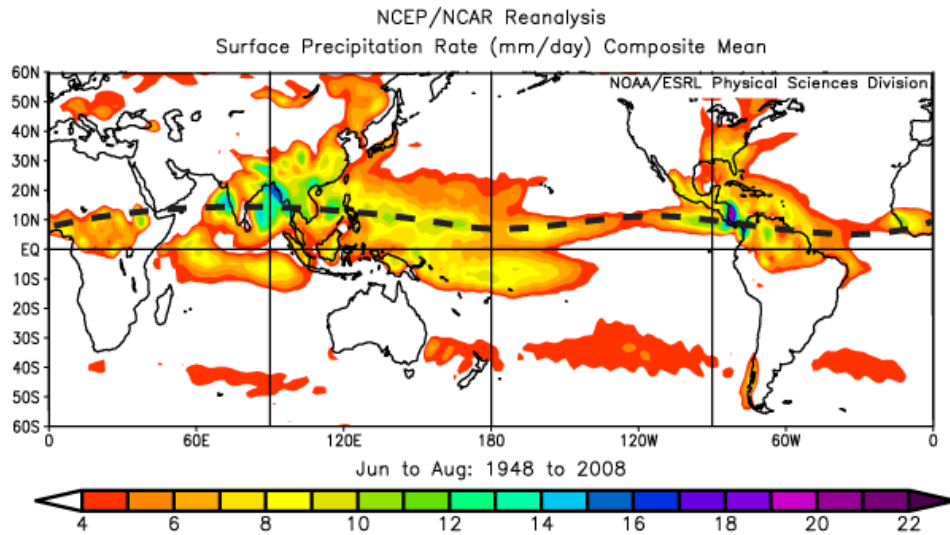 NCEP/NCAR Reanalysis
Surface Precipitation Rate (mm/day) Composite Mean
NOAA/ESRL Physical Sciences Division
60N
50N
40N
30N
20N
10N
EQ
10S
20S
30S
40S
50S
60S
0 60E 120E 180 120W 60W 0
Jun to Aug: 1948 to 2008
4 6 8 10 12 14 16 18 20 22